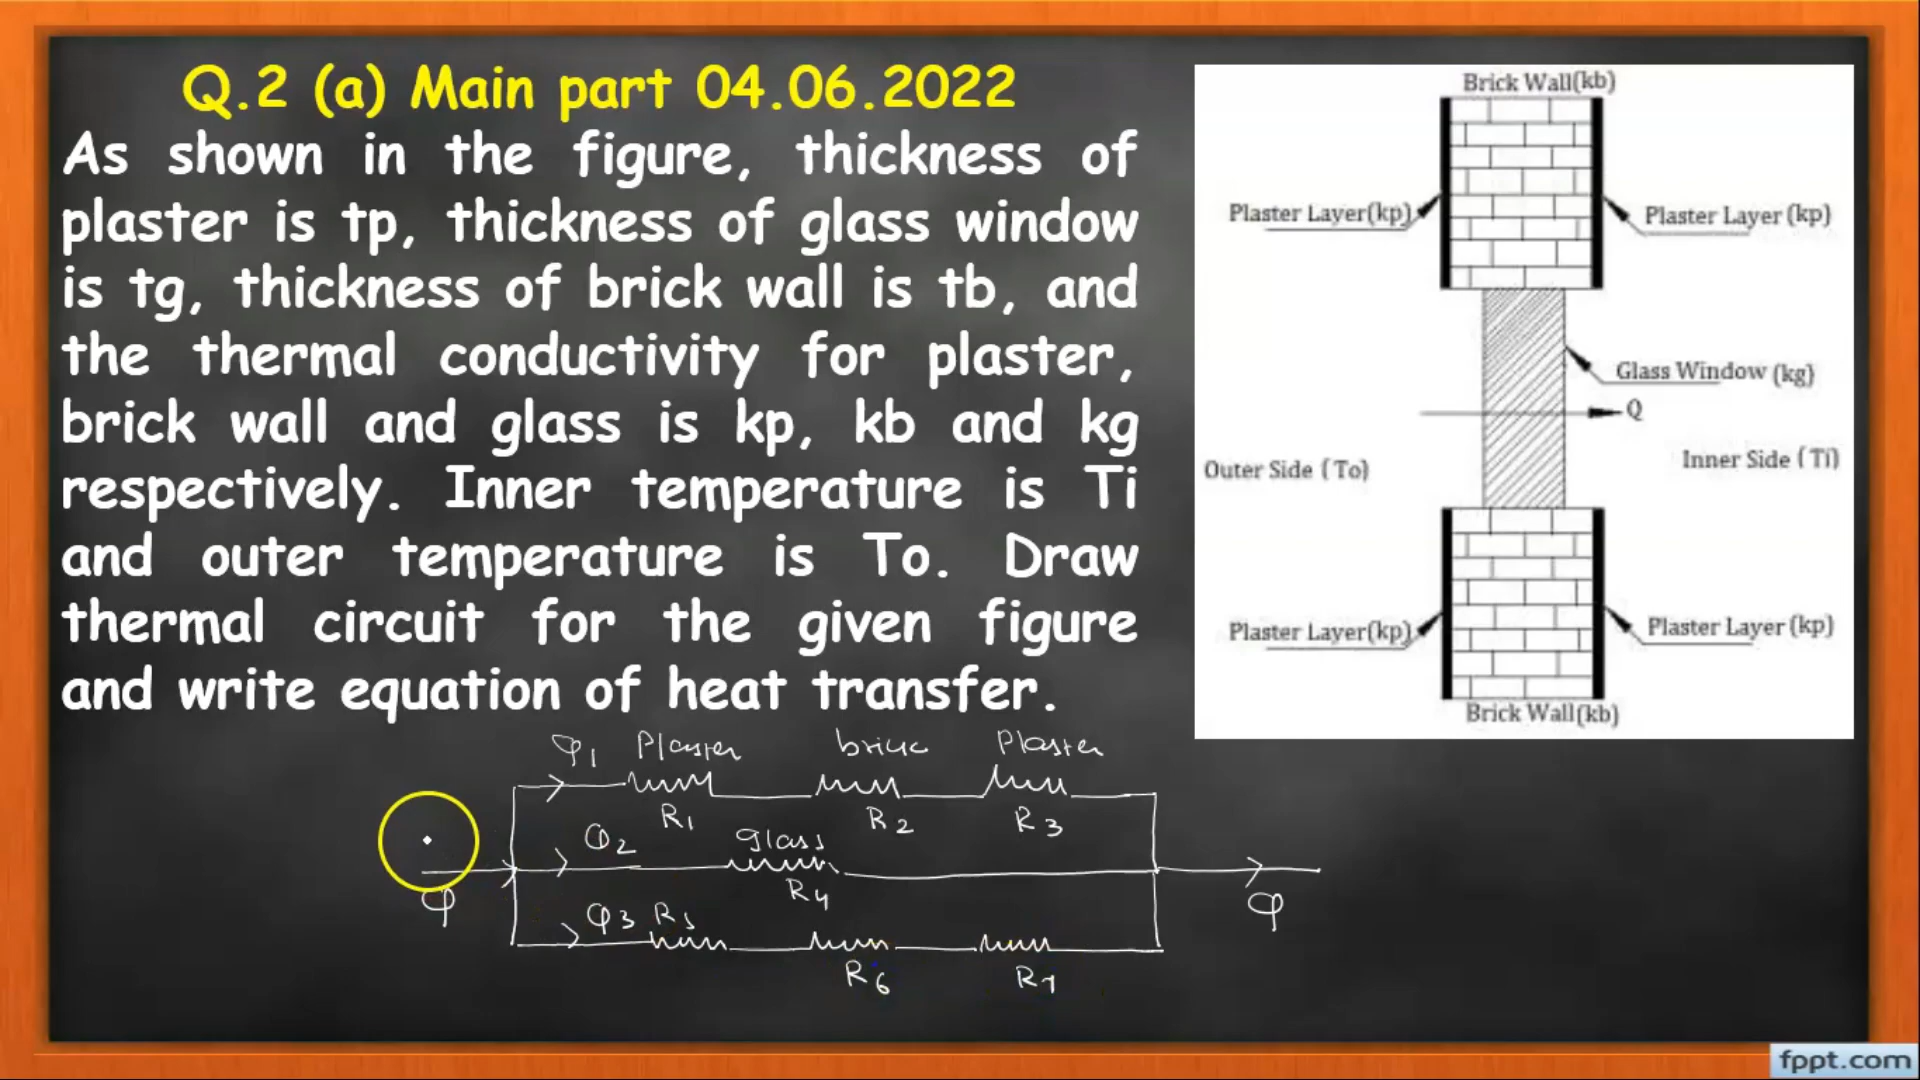 Q.2 (a) Main part 04.06.2022
As shown in the figure, thickness of
plaster is tp, thickness of glass window
is tg, thickness of brick wall is tb, and
the thermal conductivity for plaster,
brick wall and glass is kp, kb and kg
respectively. Inner temperature is Ti
and outer temperature is To. Draw
thermal circuit for the given figure
and write equation of heat transfer.
Brick Wall(kb)
Plaster Layer(kp)
Plaster Layer (kp)
Glass Window (kg)
Q
Outer Side (To)
Inner Side (Ti)
Plaster Layer(kp)
Plaster Layer (kp)
Brick Wall(kb)
φ1 Plaster brick Plaster
R1 R2 R3
φ2 glass
R4
φ φ
φ3 R5
R6 R7
fppt.com